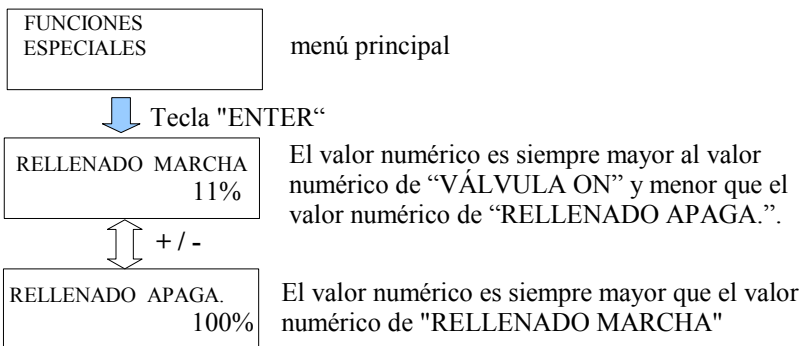 FUNCIONES
ESPECIALES
menú principal
Tecla "ENTER“
RELLENADO MARCHA
11%
El valor numérico es siempre mayor al valor
numérico de “VÁLVULA ON” y menor que el
valor numérico de “RELLENADO APAGA.”.
+ / -
RELLENADO APAGA.
100%
El valor numérico es siempre mayor que el valor
numérico de "RELLENADO MARCHA"